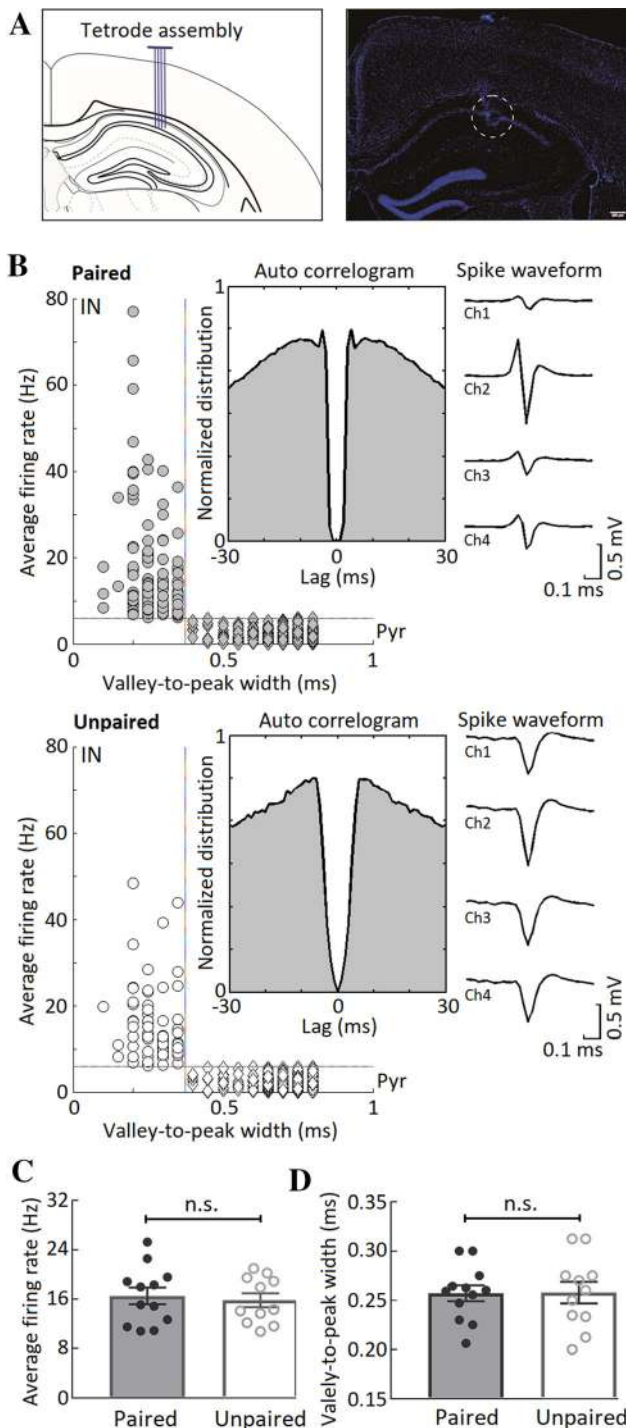 A
Tetrode assembly
B
Paired
IN
Auto correlogram
Spike waveform
80
60
40
20
0
Average firing rate (Hz)
1
0
Normalized distribution
-30
0
30
Lag (ms)
Ch1
Ch2
Ch3
Ch4
0.5 mV
0.1 ms
Pyr
0
0.5
1
Valley-to-peak width (ms)
Unpaired
IN
Auto correlogram
Spike waveform
80
60
40
20
0
Average firing rate (Hz)
1
0
Normalized distribution
-30
0
30
Lag (ms)
Ch1
Ch2
Ch3
Ch4
0.5 mV
0.1 ms
Pyr
0
0.5
1
Valley-to-peak width (ms)
C
n.s.
32
24
16
8
0
Average firing rate (Hz)
Paired
Unpaired
D
n.s.
0.35
0.30
0.25
0.20
0.15
Valely-to-peak width (ms)
Paired
Unpaired